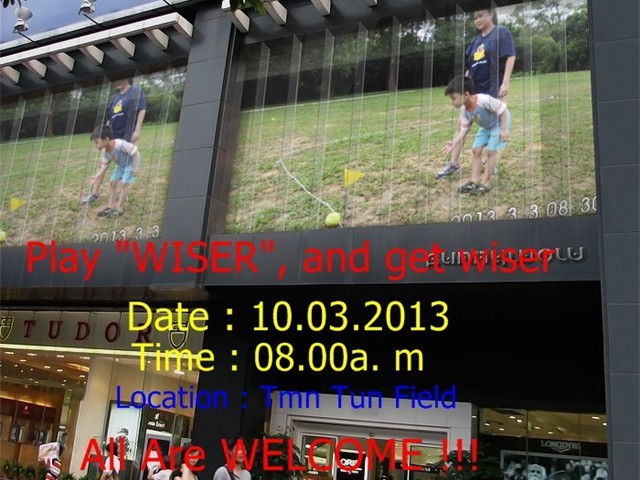 2013 3 3
2013 3 3 08 30
Play "WISER", and get wiser
Date : 10.03.2013
TUDOR
Time : 08.00a. m
Location : Tmn Tun Field
All Are WELCOME !!!
LONGINES